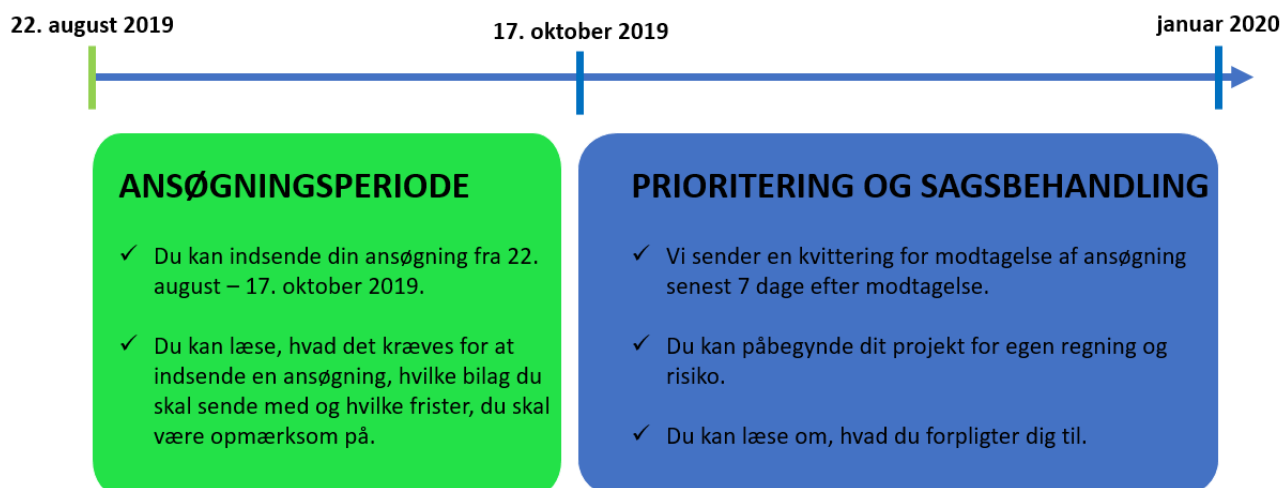 22. august 2019
17. oktober 2019
januar 2020
ANSØGNINGSPERIODE
✓ Du kan indsende din ansøgning fra 22.
august – 17. oktober 2019.
✓ Du kan læse, hvad det kræves for at
indsende en ansøgning, hvilke bilag du
skal sende med og hvilke frister, du skal
være opmærksom på.
PRIORITERING OG SAGSBEHANDLING
✓ Vi sender en kvittering for modtagelse af ansøgning
senest 7 dage efter modtagelse.
✓ Du kan påbegynde dit projekt for egen regning og
risiko.
✓ Du kan læse om, hvad du forpligter dig til.